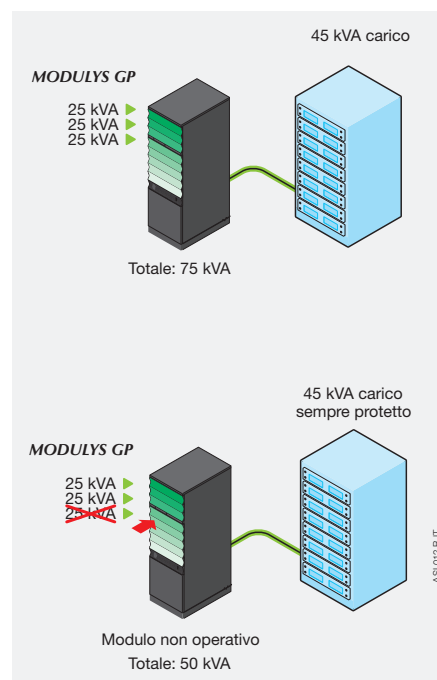 45 kVA carico
MODULYS GP
25 kVA
25 kVA
25 kVA
Totale: 75 kVA
45 kVA carico
sempre protetto
MODULYS GP
25 kVA
25 kVA
25 kVA
Modulo non operativo
Totale: 50 kVA